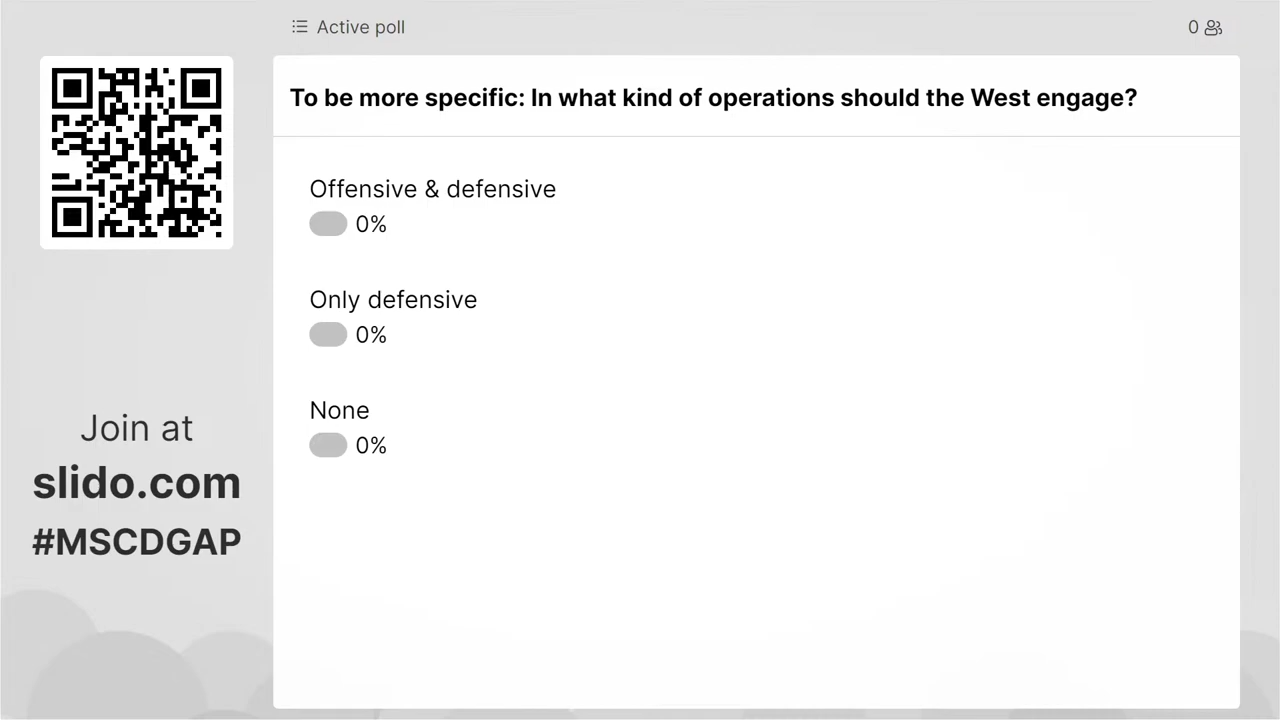 Active poll
0
To be more specific: In what kind of operations should the West engage?
Offensive & defensive
0%
Only defensive
0%
None
0%
Join at
slido.com
#MSCDGAP